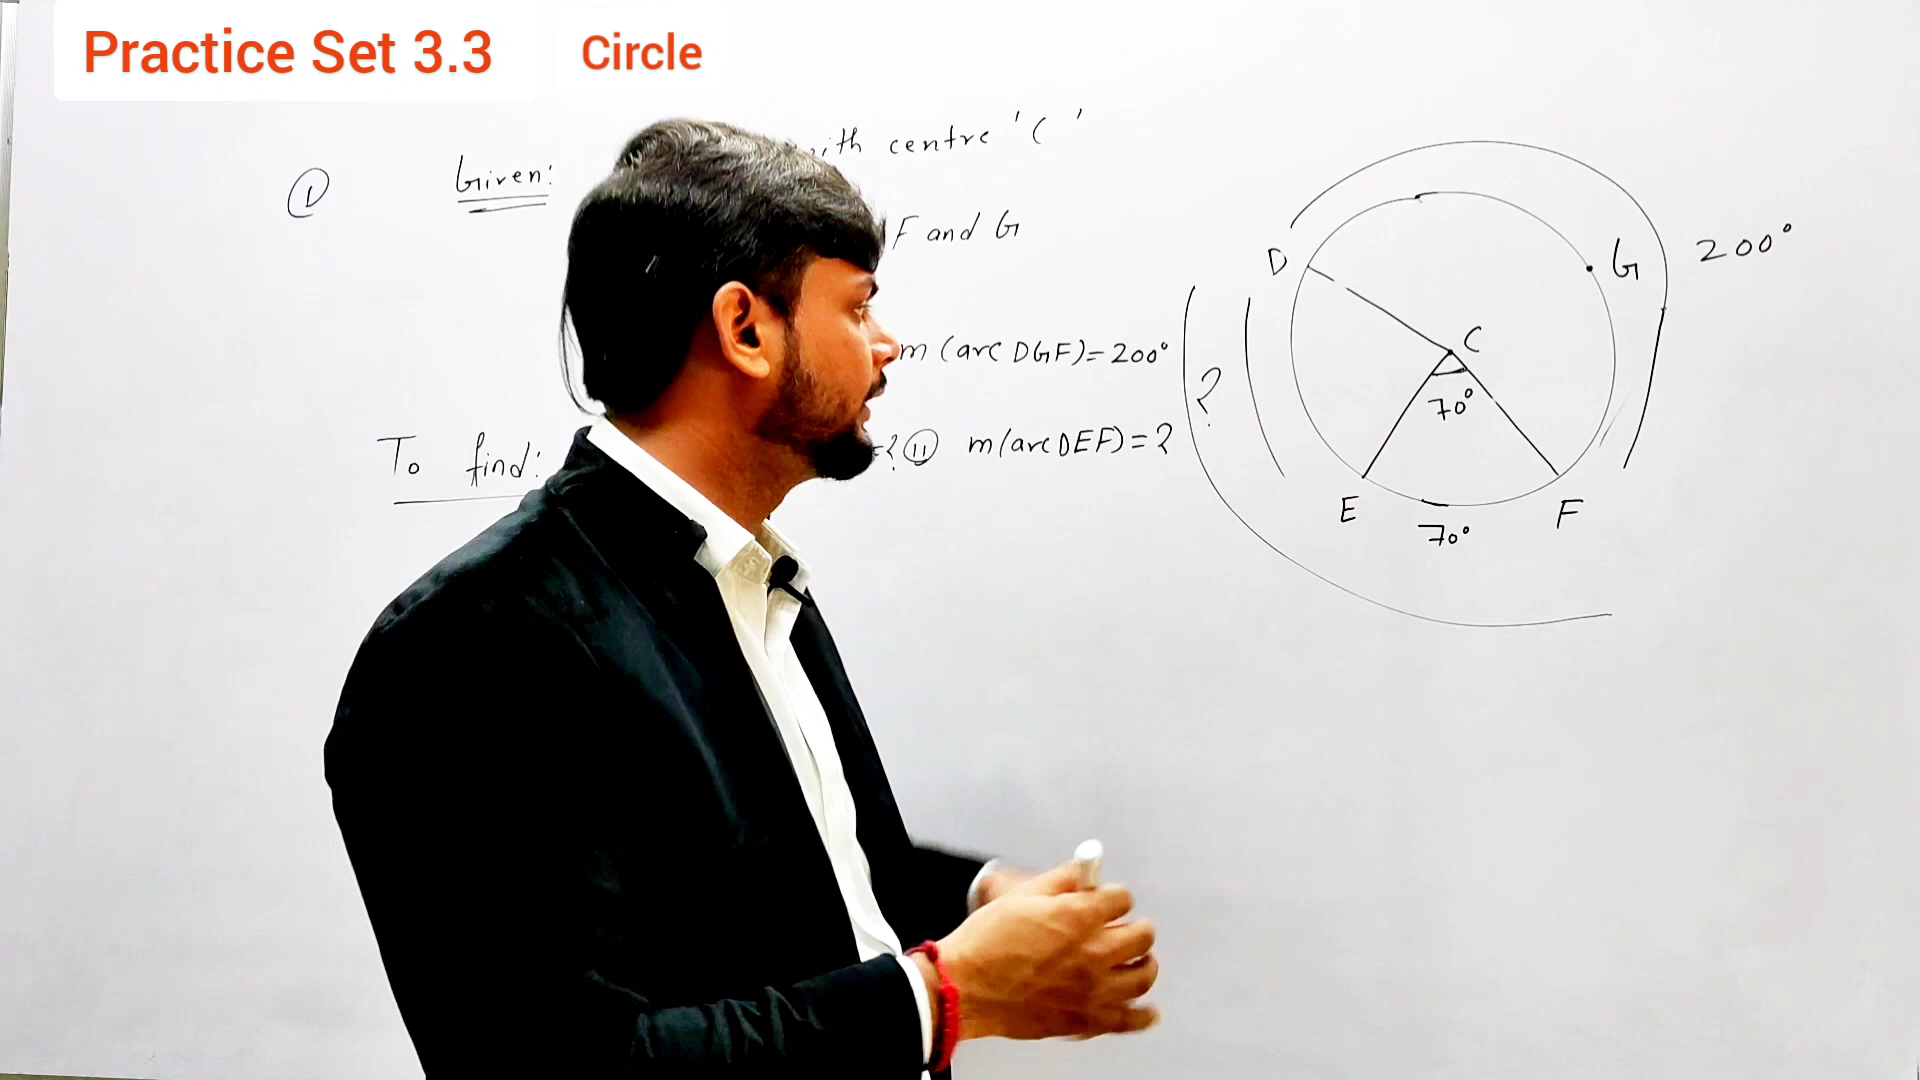 Practice Set 3.3 Circle
① Given: with centre 'C'
F and G
m (arc DGF)=200°
To find: =? ⑪ m(arc DEF)=?
D
G
200°
C
?
70°
E
F
70°